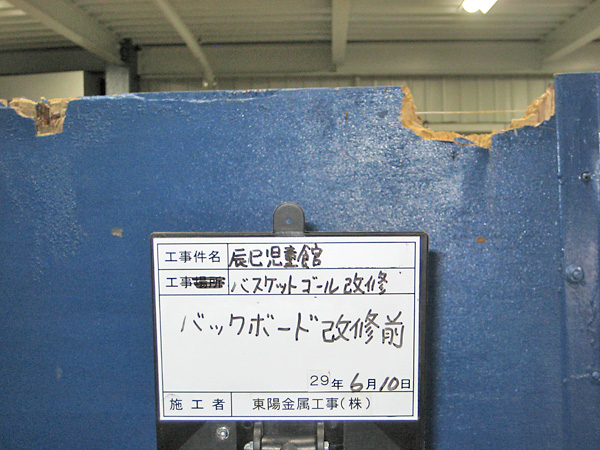 工事件名 辰巳児童館
工事場所 バスケットゴール改修
バックボード改修前
29年6月10日
施工者 東陽金属工事(株)